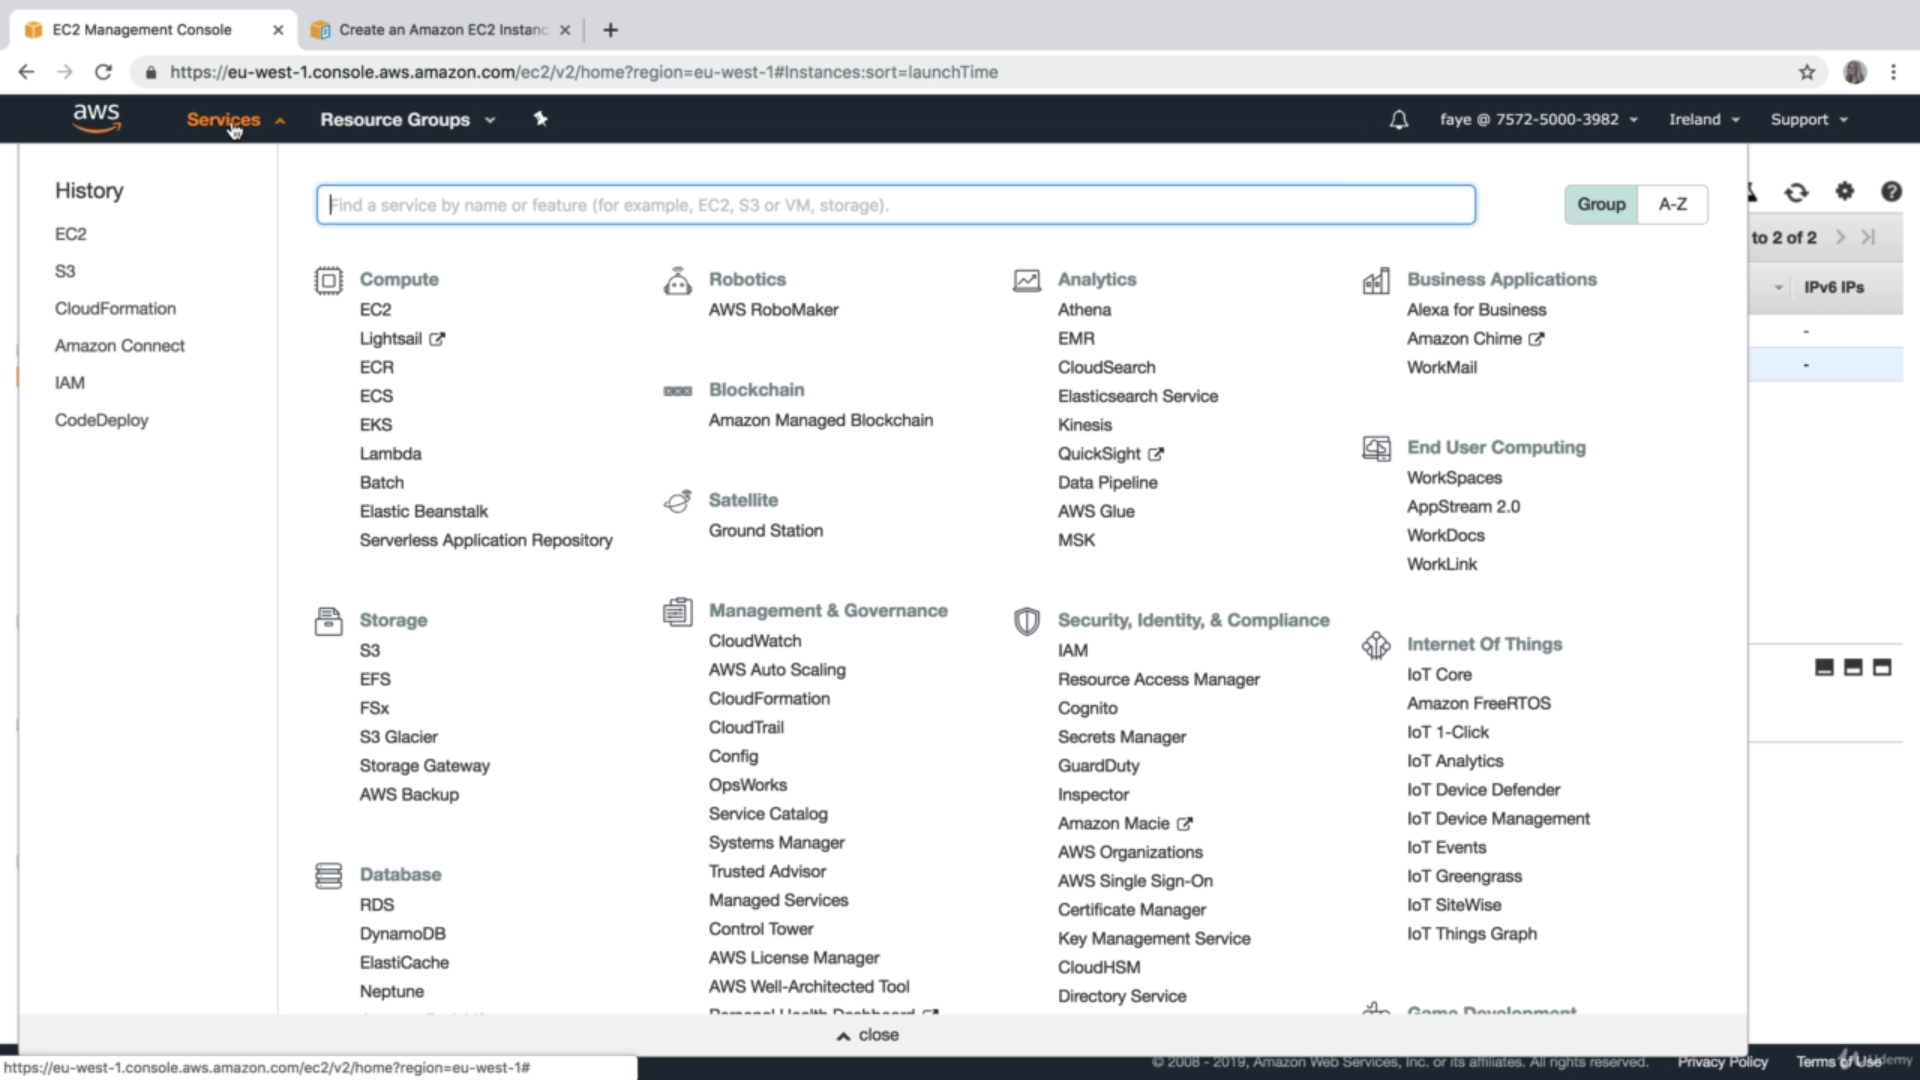 EC2 Management Console
Create an Amazon EC2 Instanc
https://eu-west-1.console.aws.amazon.com/ec2/v2/home?region=eu-west-1#Instances:sort=launchTime
aws
Services
Resource Groups
faye @ 7572-5000-3982
Ireland
Support
History
EC2
S3
CloudFormation
Amazon Connect
IAM
CodeDeploy
Find a service by name or feature (for example, EC2, S3 or VM, storage).
Group
A-Z
to 2 of 2
IPv6 IPs
-
-
Compute
EC2
Lightsail
ECR
ECS
EKS
Lambda
Batch
Elastic Beanstalk
Serverless Application Repository
Storage
S3
EFS
FSx
S3 Glacier
Storage Gateway
AWS Backup
Database
RDS
DynamoDB
ElastiCache
Neptune
Robotics
AWS RoboMaker
Blockchain
Amazon Managed Blockchain
Satellite
Ground Station
Management & Governance
CloudWatch
AWS Auto Scaling
CloudFormation
CloudTrail
Config
OpsWorks
Service Catalog
Systems Manager
Trusted Advisor
Managed Services
Control Tower
AWS License Manager
AWS Well-Architected Tool
Personal Health Dashboard
Analytics
Athena
EMR
CloudSearch
Elasticsearch Service
Kinesis
QuickSight
Data Pipeline
AWS Glue
MSK
Security, Identity, & Compliance
IAM
Resource Access Manager
Cognito
Secrets Manager
GuardDuty
Inspector
Amazon Macie
AWS Organizations
AWS Single Sign-On
Certificate Manager
Key Management Service
CloudHSM
Directory Service
Business Applications
Alexa for Business
Amazon Chime
WorkMail
End User Computing
WorkSpaces
AppStream 2.0
WorkDocs
WorkLink
Internet Of Things
IoT Core
Amazon FreeRTOS
IoT 1-Click
IoT Analytics
IoT Device Defender
IoT Device Management
IoT Events
IoT Greengrass
IoT SiteWise
IoT Things Graph
Game Development
close
https://eu-west-1.console.aws.amazon.com/ec2/v2/home?region=eu-west-1#
© 2008 - 2019, Amazon Web Services, Inc. or its affiliates. All rights reserved.
Privacy Policy
Terms of Use
Udemy